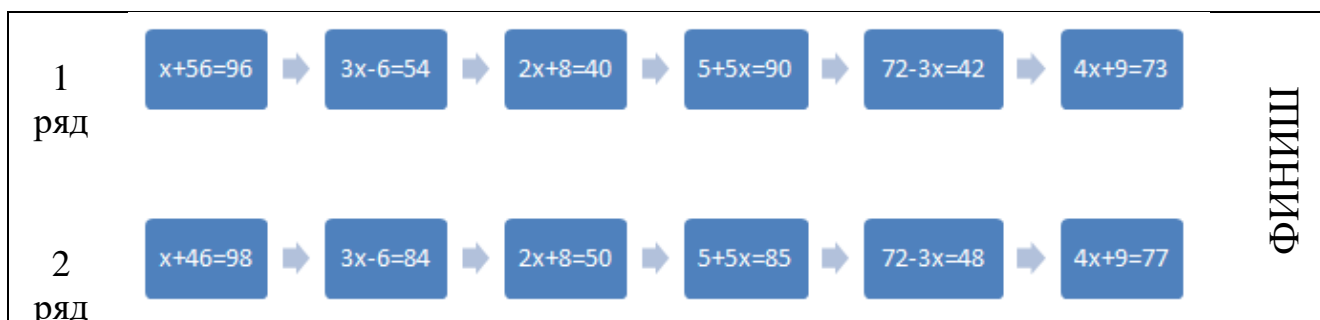 1
ряд
x+56=96
3x-6=54
2x+8=40
5+5x=90
72-3x=42
4x+9=73
2
ряд
x+46=98
3x-6=84
2x+8=50
5+5x=85
72-3x=48
4x+9=77
ФИНИШ